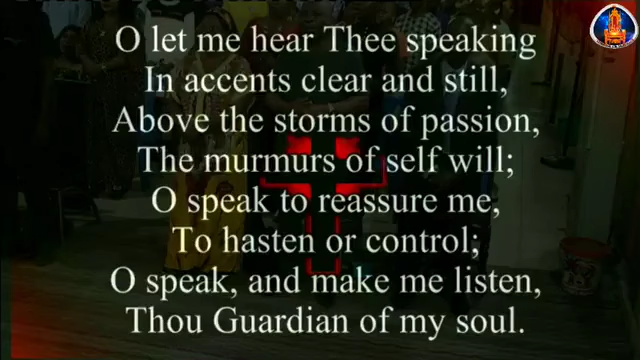 O let me hear Thee speaking
In accents clear and still,
Above the storms of passion,
The murmurs of self will;
O speak to reassure me,
To hasten or control;
O speak, and make me listen,
Thou Guardian of my soul.